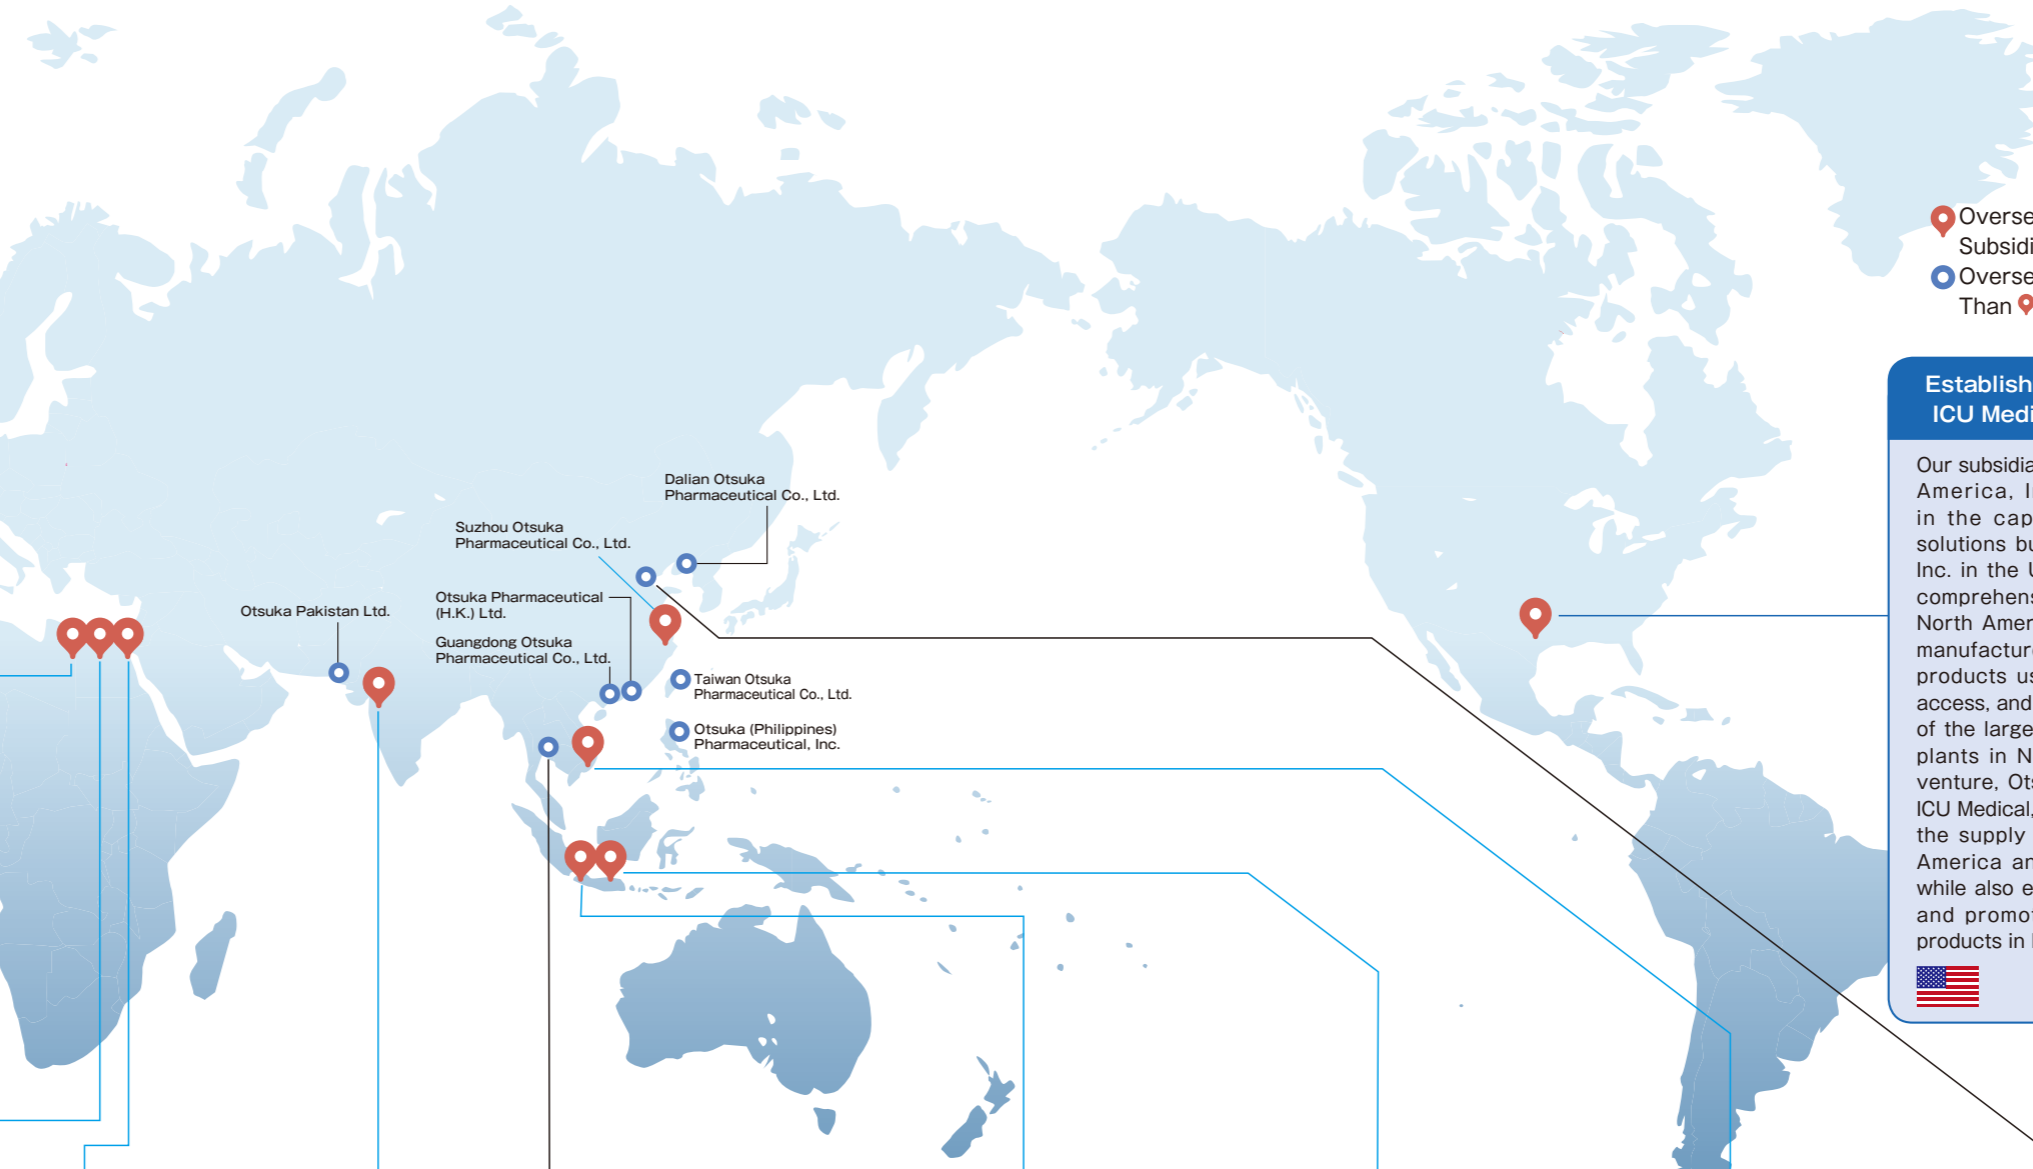 Overse
Subsidi
Overse
Than
Establish
ICU Medi
Our subsidia
America, I
in the cap
solutions bu
Inc. in the U
comprehens
North Amer
manufacture
products us
access, and
of the large
plants in N
venture, Ots
ICU Medical,
the supply
America an
while also e
and promot
products in
Dalian Otsuka
Pharmaceutical Co., Ltd.
Suzhou Otsuka
Pharmaceutical Co., Ltd.
Otsuka Pharmaceutical
(H.K.) Ltd.
Otsuka Pakistan Ltd.
Guangdong Otsuka
Pharmaceutical Co., Ltd.
Taiwan Otsuka
Pharmaceutical Co., Ltd.
Otsuka (Philippines)
Pharmaceutical, Inc.